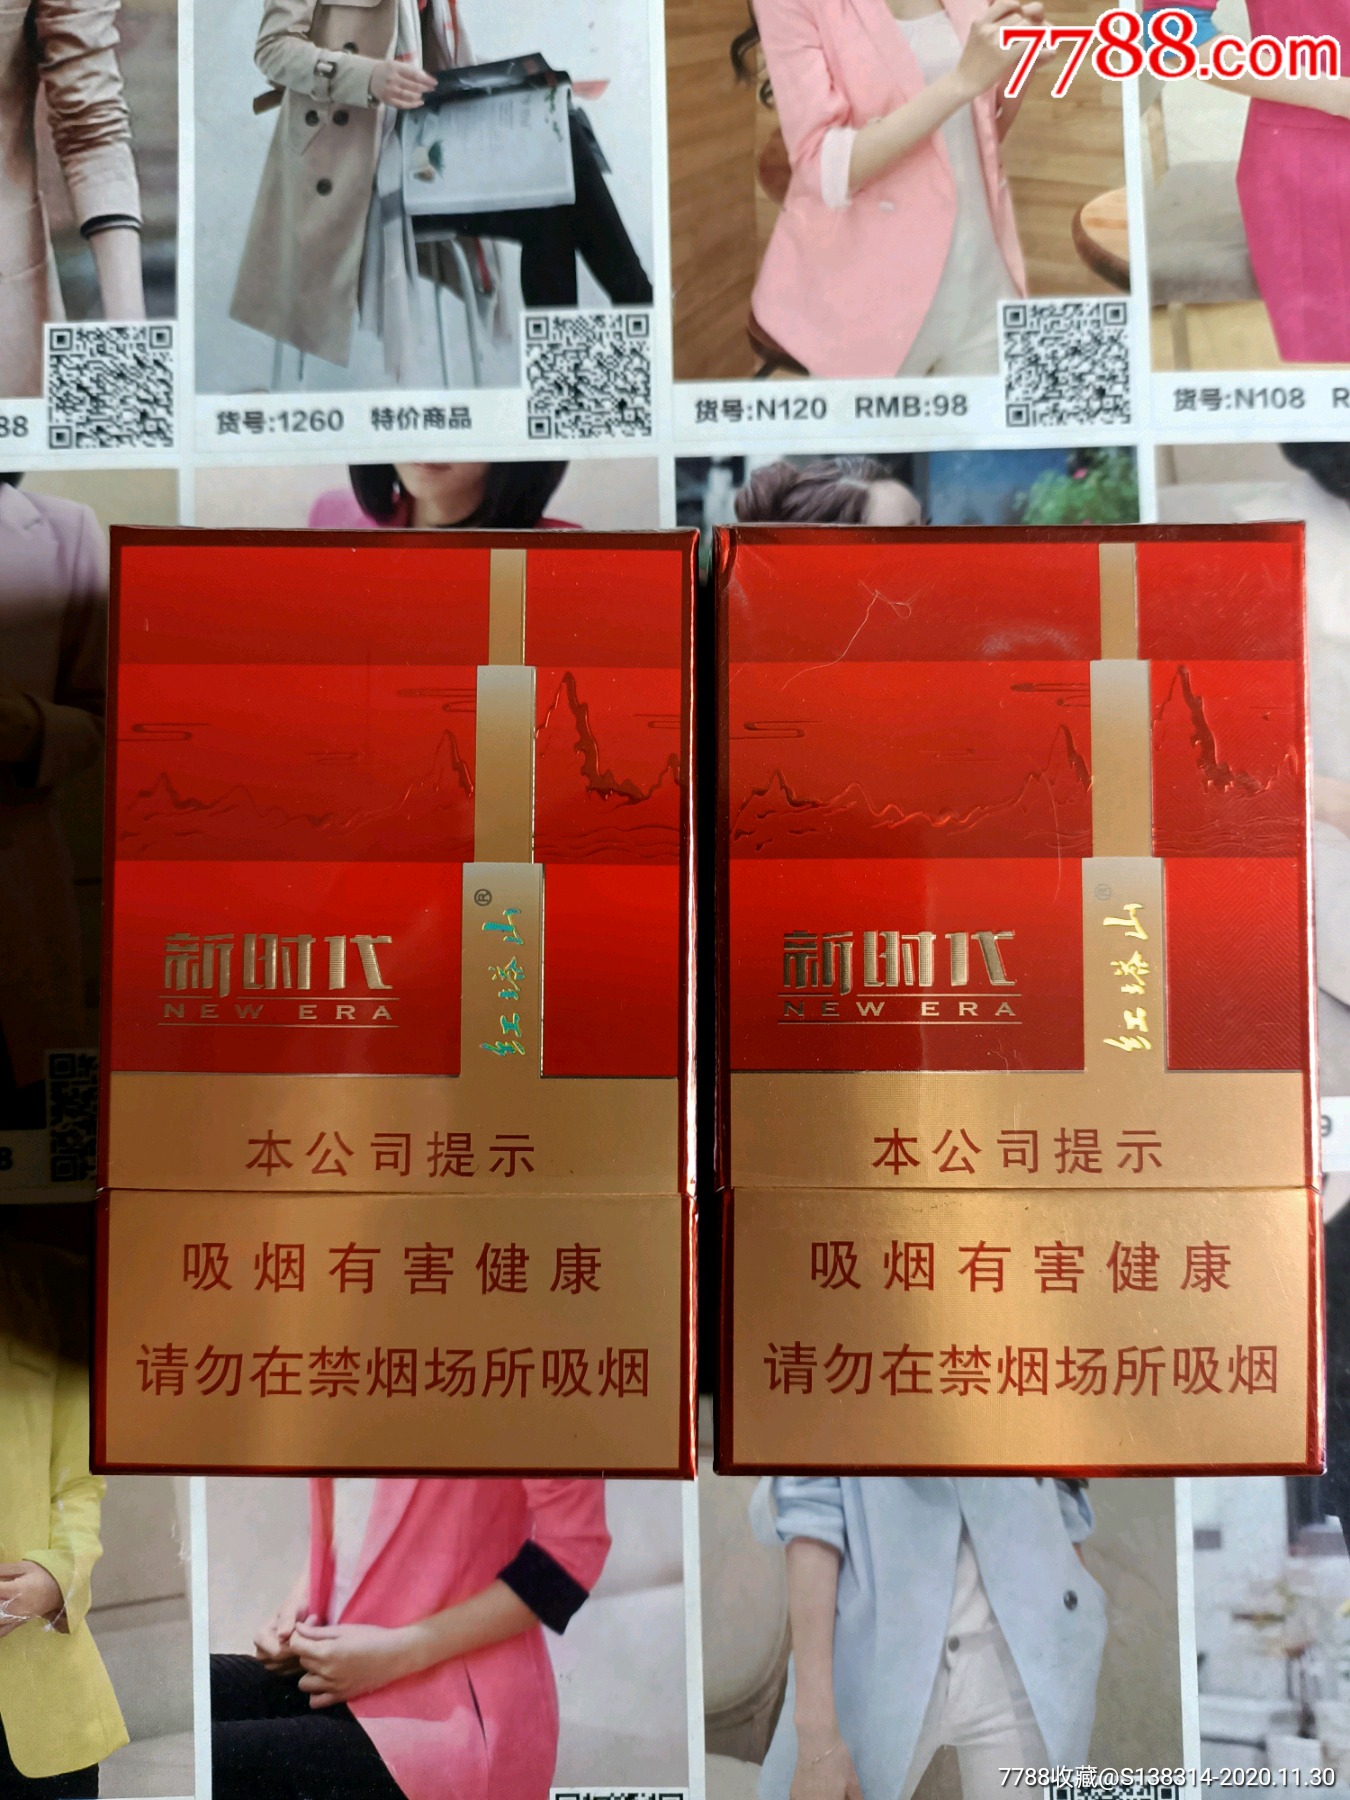 7788.com
88
货号:1260 特价商品
货号:N120 RMB:98
货号:N108 R
新时代
NEW ERA
红塔山
®
本公司提示
吸烟有害健康
请勿在禁烟场所吸烟
新时代
NEW ERA
红塔山
®
本公司提示
吸烟有害健康
请勿在禁烟场所吸烟
8
9
7788收藏@S138314-2020.11.30